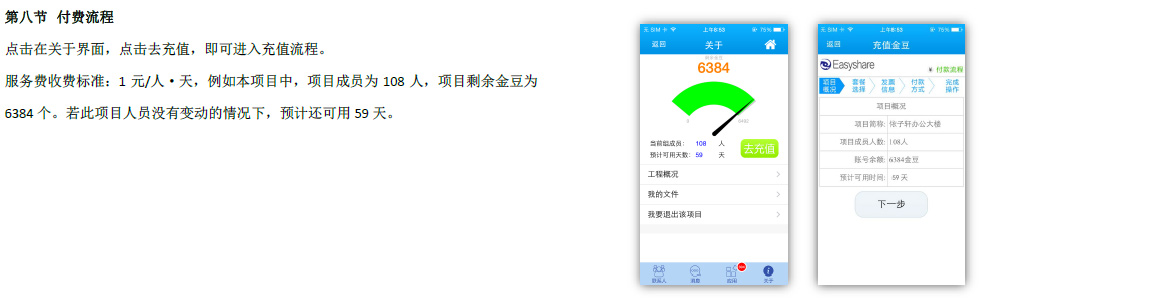 第八节 付费流程
点击在关于界面，点击去充值，即可进入充值流程。
服务费收费标准：1 元/人·天，例如本项目中，项目成员为 108 人，项目剩余金豆为
6384 个。若此项目人员没有变动的情况下，预计还可用 59 天。
无 SIM 卡 上午8:53 75%
返回 关于
6384
0
当前组成员： 108 人
预计可用天数： 59 天
去充值
工程概况
我的文件
我要退出该项目
联系人 消息 应用 关于
无 SIM 卡 上午8:53 75%
返回 充值金豆
Easyshare 付款流程
项目概况 套餐选择 发票信息 付款方式 完成操作
项目概况
项目简称: 依子轩办公大楼
项目成员人数: 108人
账号余额: 6384金豆
预计可用时间: 59 天
下一步